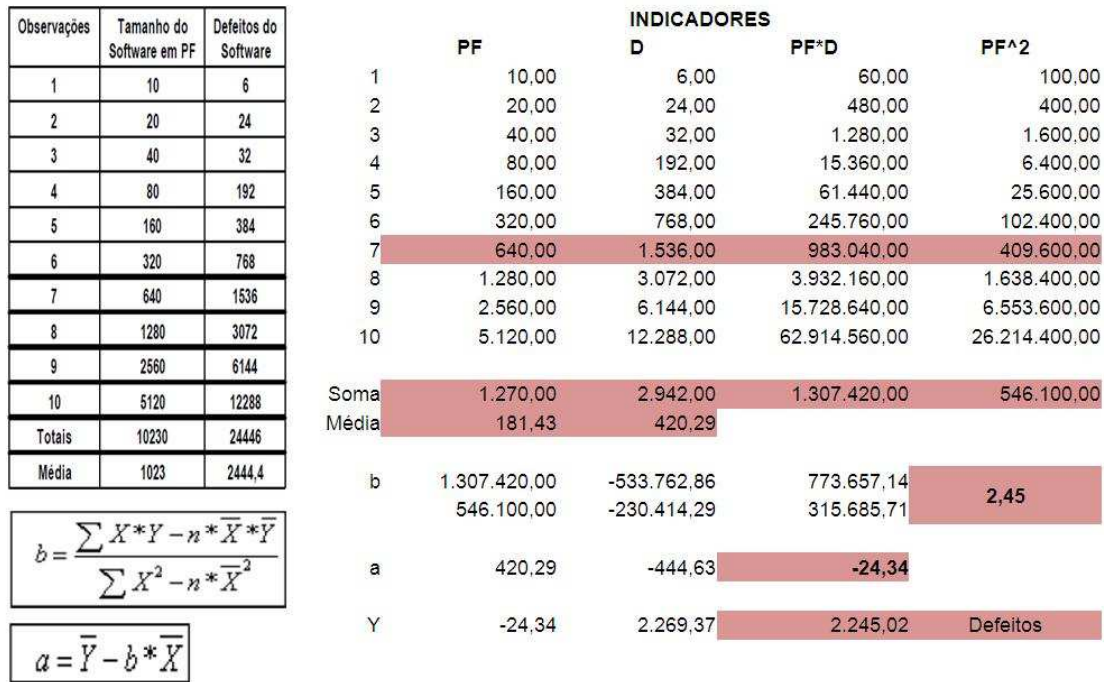 Observações Tamanho do Software em PF Defeitos do Software
1 10 6
2 20 24
3 40 32
4 80 192
5 160 384
6 320 768
7 640 1536
8 1280 3072
9 2560 6144
10 5120 12288
Totais 10230 24446
Média 1023 2444,4
b = ∑ X*Y − n*X̅*Y̅
∑ X² − n*X̅²
a = Y̅ − b*X̅
INDICADORES
PF D PF*D PF^2
1 10,00 6,00 60,00 100,00
2 20,00 24,00 480,00 400,00
3 40,00 32,00 1.280,00 1.600,00
4 80,00 192,00 15.360,00 6.400,00
5 160,00 384,00 61.440,00 25.600,00
6 320,00 768,00 245.760,00 102.400,00
7 640,00 1.536,00 983.040,00 409.600,00
8 1.280,00 3.072,00 3.932.160,00 1.638.400,00
9 2.560,00 6.144,00 15.728.640,00 6.553.600,00
10 5.120,00 12.288,00 62.914.560,00 26.214.400,00
Soma 1.270,00 2.942,00 1.307.420,00 546.100,00
Média 181,43 420,29
b 1.307.420,00 -533.762,86 773.657,14 2,45
546.100,00 -230.414,29 315.685,71
a 420,29 -444,63 -24,34
Y -24,34 2.269,37 2.245,02 Defeitos